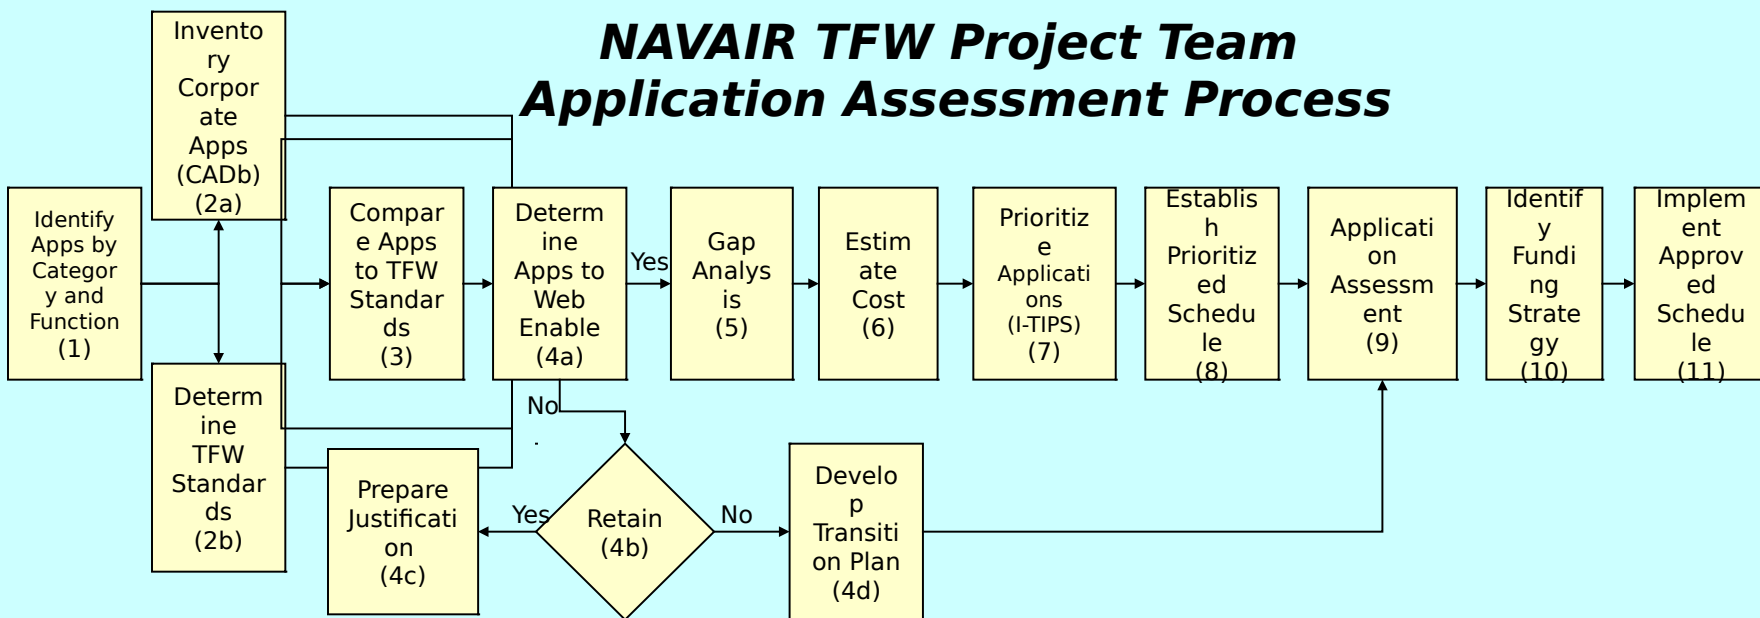 NAVAIR TFW Project Team
Application Assessment Process
Invento
ry
Corpor
ate
Apps
(CADb)
(2a)
Identify
Apps by
Categor
y and
Function
(1)
Determ
ine
TFW
Standar
ds
(2b)
Compar
e Apps
to TFW
Standar
ds
(3)
Determ
ine
Apps to
Web
Enable
(4a)
Yes
Gap
Analys
is
(5)
Estim
ate
Cost
(6)
Prioritiz
e
Applicati
ons
(I-TIPS)
(7)
Establis
h
Prioritiz
ed
Schedu
le
(8)
Applicati
on
Assessm
ent
(9)
Identif
y
Fundi
ng
Strate
gy
(10)
Implem
ent
Approv
ed
Schedu
le
(11)
No
.
Prepare
Justificati
on
(4c)
Yes
Retain
(4b)
No
Develo
p
Transiti
on Plan
(4d)